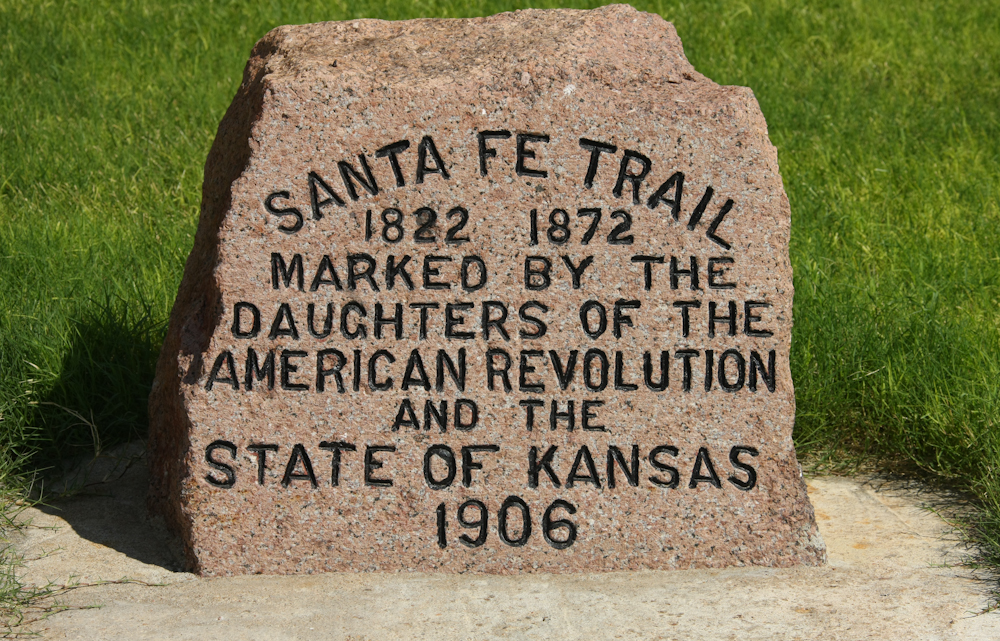 SANTA FE TRAIL
1822 1872
MARKED BY THE
DAUGHTERS OF THE
AMERICAN REVOLUTION
AND THE
STATE OF KANSAS
1906